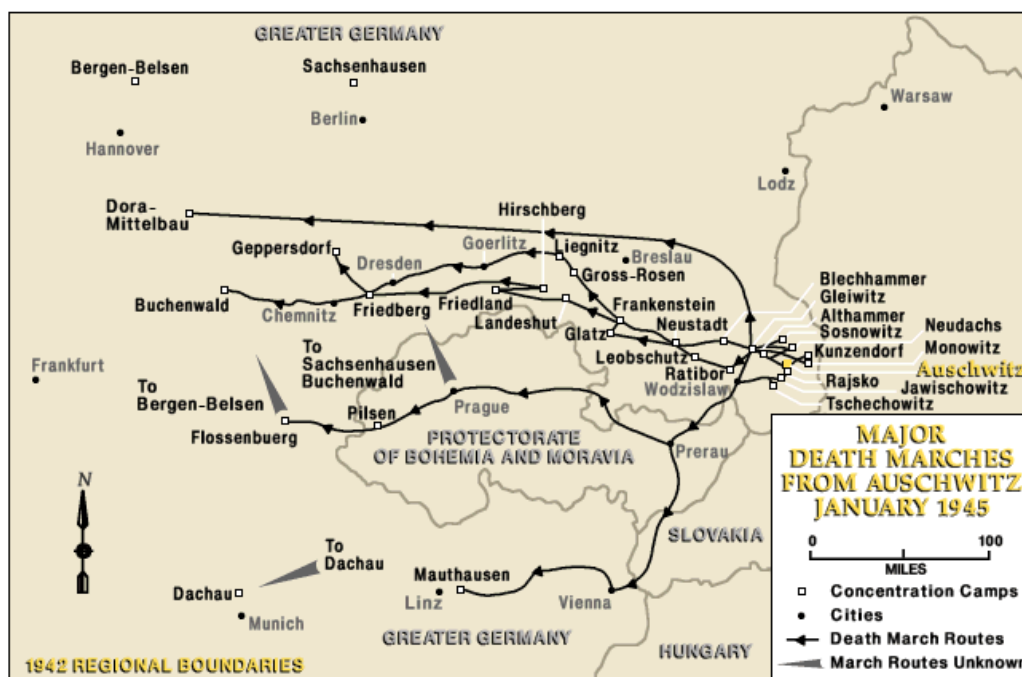 GREATER GERMANY
Bergen-Belsen
Sachsenhausen
Berlin
Hannover
Warsaw
Lodz
Dora-
Mittelbau
Hirschberg
Geppersdorf
Goerlitz
Liegnitz
Breslau
Dresden
Gross-Rosen
Buchenwald
Chemnitz
Friedberg
Friedland
Landeshut
Frankenstein
Glatz
Neustadt
Leobschutz
Ratibor
Wodzislaw
Blechhammer
Gleiwitz
Althammer
Sosnowitz
Neudachs
Kunzendorf
Monowitz
Auschwitz
Rajsko
Jawischowitz
Tschechowitz
Frankfurt
To
Sachsenhausen
Buchenwald
To
Bergen-Belsen
Flossenbuerg
Pilsen
Prague
PROTECTORATE
OF BOHEMIA AND MORAVIA
Prerau
SLOVAKIA
N
To
Dachau
Dachau
Munich
Mauthausen
Linz
Vienna
GREATER GERMANY
HUNGARY
1942 REGIONAL BOUNDARIES
MAJOR
DEATH MARCHES
FROM AUSCHWITZ
JANUARY 1945
0 100
MILES
Concentration Camps
Cities
Death March Routes
March Routes Unknown